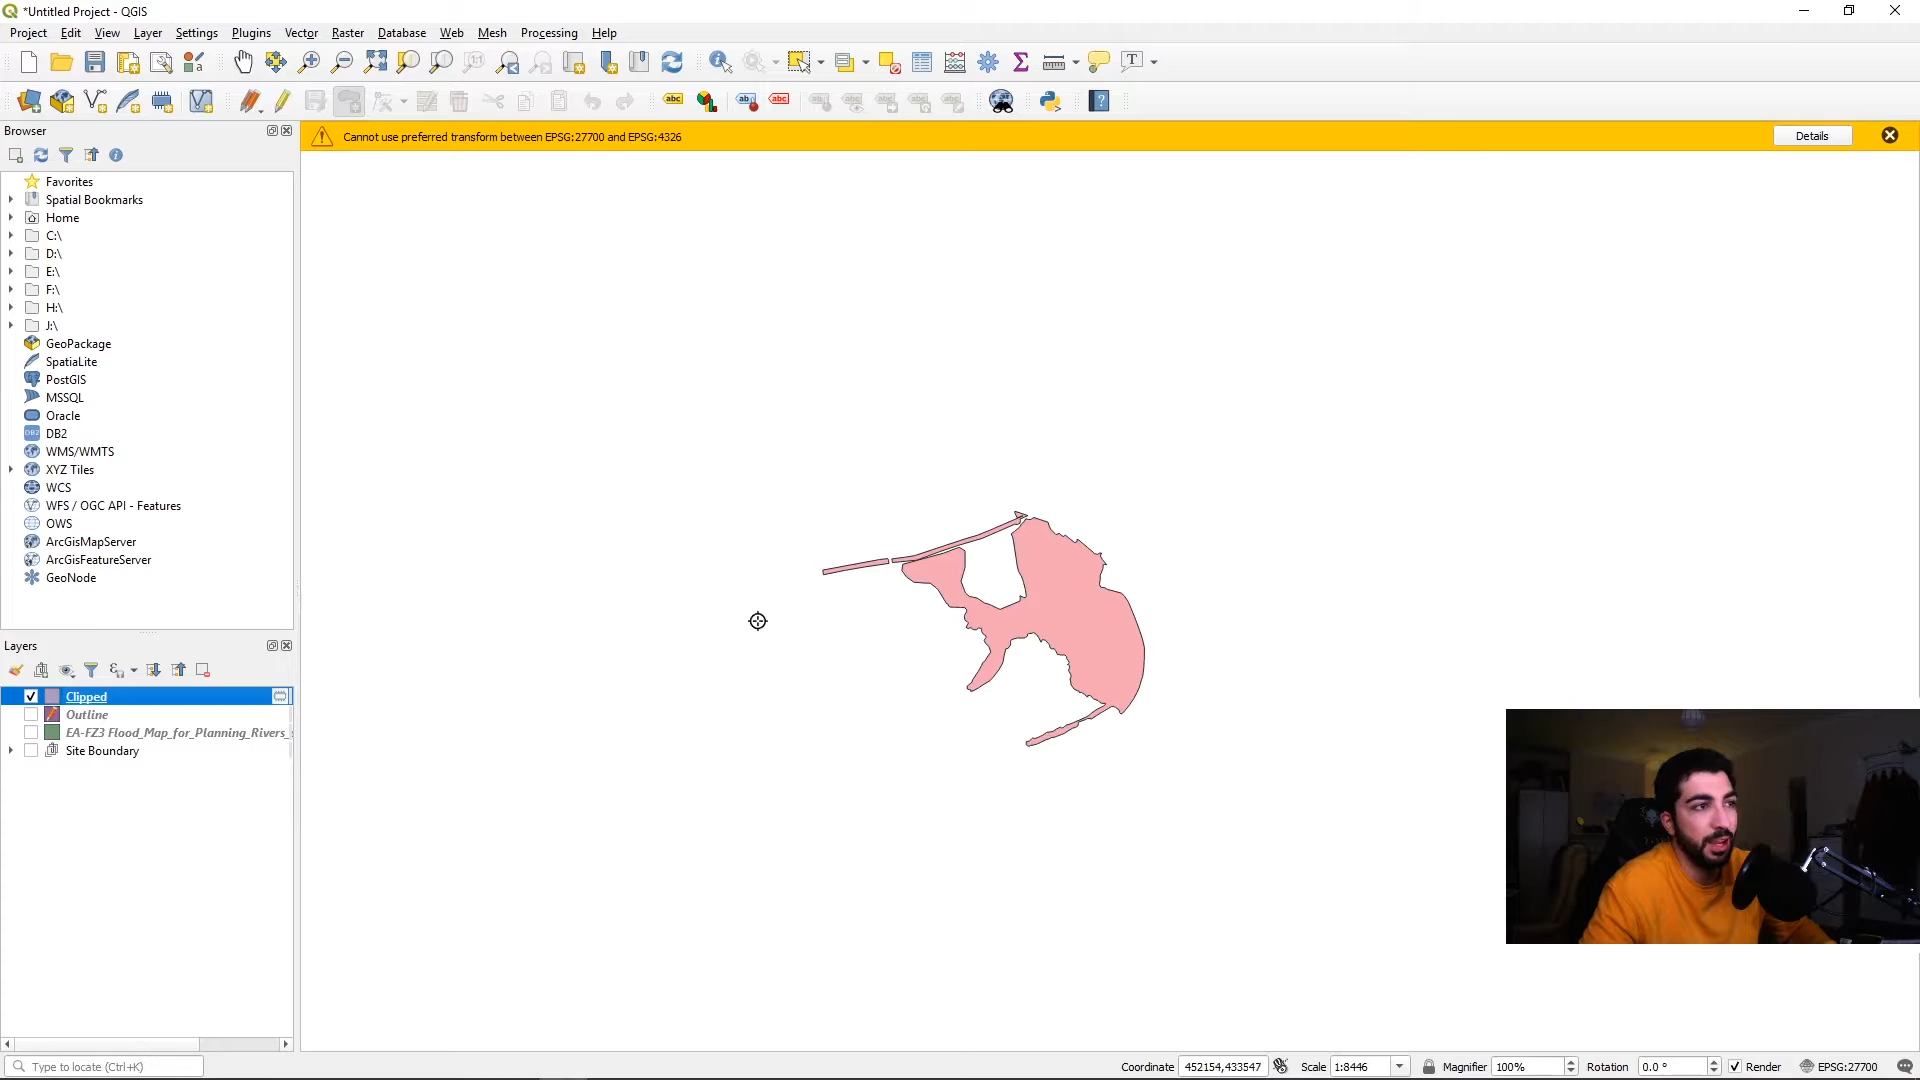 *Untitled Project - QGIS
Project Edit View Layer Settings Plugins Vector Raster Database Web Mesh Processing Help
Browser
Cannot use preferred transform between EPSG:27700 and EPSG:4326
Details
Favorites
Spatial Bookmarks
Home
C:\
D:\
E:\
F:\
H:\
J:\
GeoPackage
SpatiaLite
PostGIS
MSSQL
Oracle
DB2
WMS/WMTS
XYZ Tiles
WCS
WFS / OGC API - Features
OWS
ArcGisMapServer
ArcGisFeatureServer
GeoNode
Layers
Clipped
Outline
EA-FZ3 Flood_Map_for_Planning_Rivers_
Site Boundary
Type to locate (Ctrl+K)
Coordinate 452154,433547 Scale 1:8446 Magnifier 100% Rotation 0.0 ° Render EPSG:27700